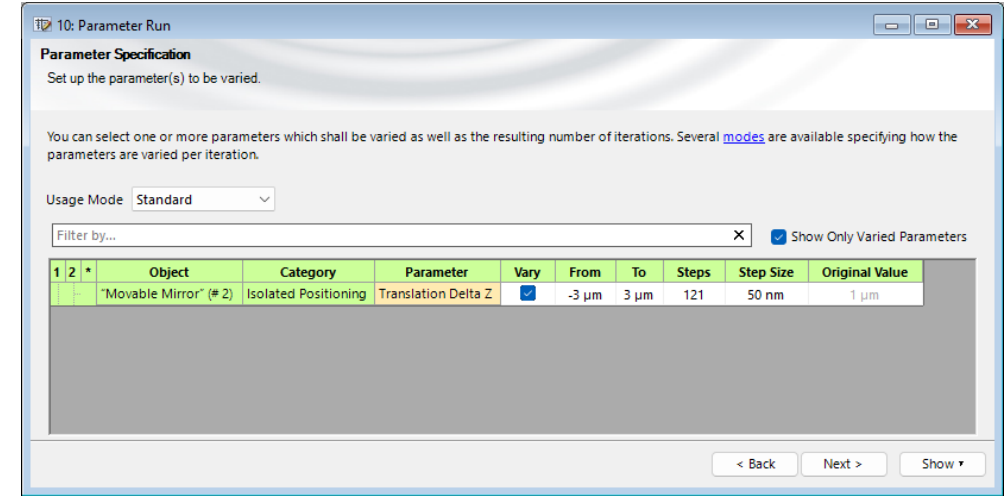 10: Parameter Run
Parameter Specification
Set up the parameter(s) to be varied.
You can select one or more parameters which shall be varied as well as the resulting number of iterations. Several modes are available specifying how the
parameters are varied per iteration.
Usage Mode Standard
Filter by... X Show Only Varied Parameters
1 2 * Object Category Parameter Vary From To Steps Step Size Original Value
"Movable Mirror" (# 2) Isolated Positioning Translation Delta Z -3 µm 3 µm 121 50 nm 1 µm
< Back Next > Show